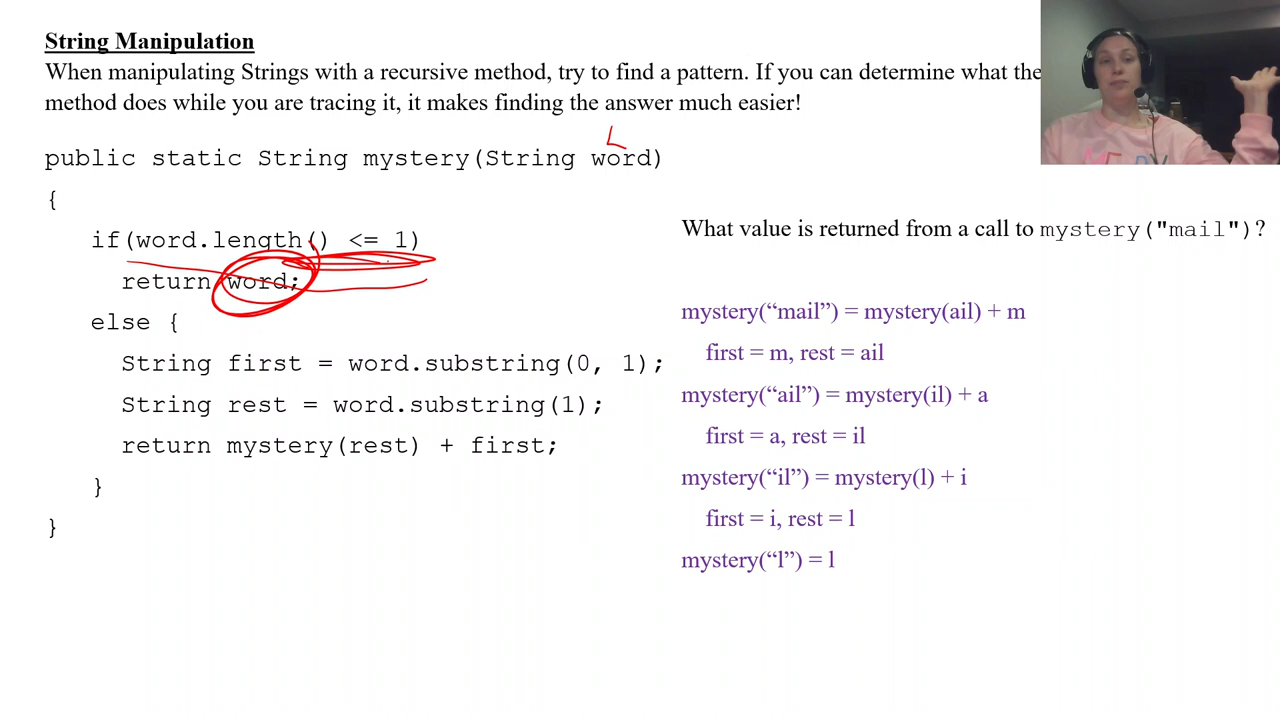 String Manipulation
When manipulating Strings with a recursive method, try to find a pattern. If you can determine what the
method does while you are tracing it, it makes finding the answer much easier!
L
public static String mystery(String word)
{
if(word.length() <= 1)
return word;
else {
String first = word.substring(0, 1);
String rest = word.substring(1);
return mystery(rest) + first;
}
}
What value is returned from a call to mystery("mail")?
mystery(“mail”) = mystery(ail) + m
first = m, rest = ail
mystery(“ail”) = mystery(il) + a
first = a, rest = il
mystery(“il”) = mystery(l) + i
first = i, rest = l
mystery(“l”) = l